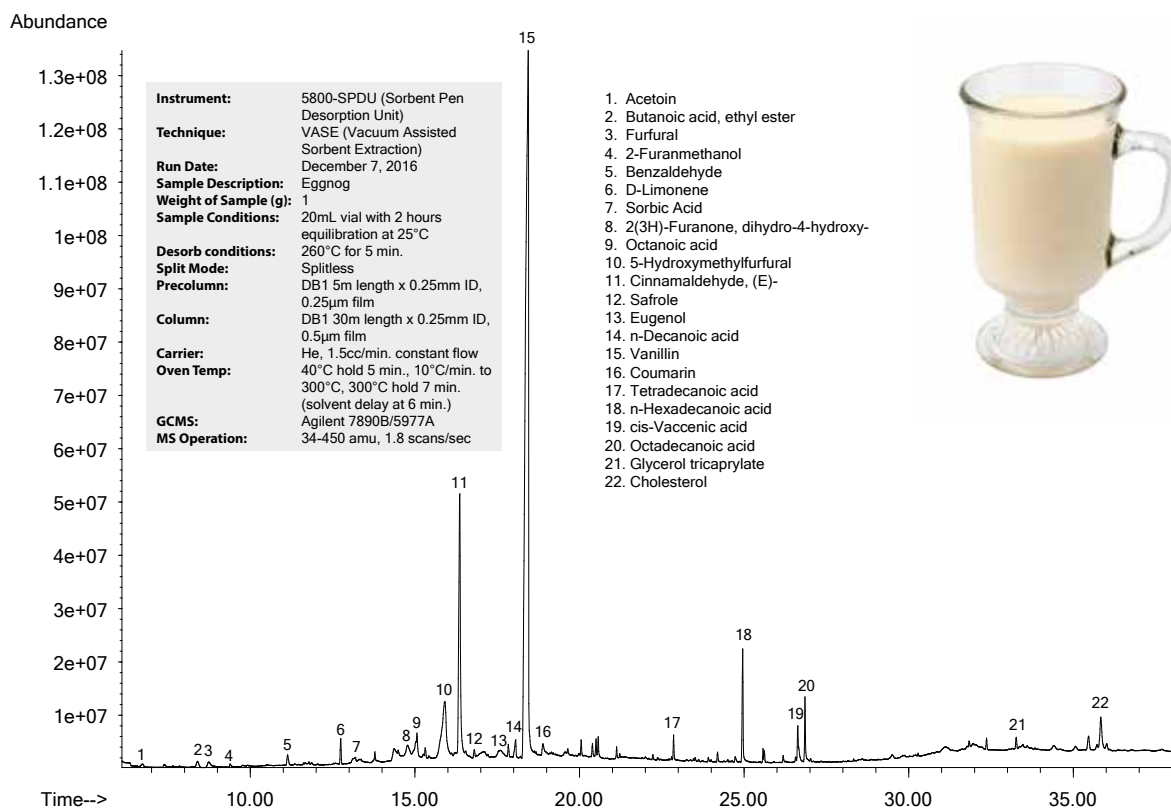 Abundance
1.3e+08
1.2e+08
1.1e+08
1e+08
9e+07
8e+07
7e+07
6e+07
5e+07
4e+07
3e+07
2e+07
1e+07
Time-->
10.00
15.00
20.00
25.00
30.00
35.00
Instrument: 5800-SPDU (Sorbent Pen
Desorption Unit)
Technique: VASE (Vacuum Assisted
Sorbent Extraction)
Run Date: December 7, 2016
Sample Description: Eggnog
Weight of Sample (g): 1
Sample Conditions: 20mL vial with 2 hours
equilibration at 25°C
Desorb conditions: 260°C for 5 min.
Split Mode: Splitless
Precolumn: DB1 5m length x 0.25mm ID,
0.25µm film
Column: DB1 30m length x 0.25mm ID,
0.5µm film
Carrier: He, 1.5cc/min. constant flow
Oven Temp: 40°C hold 5 min., 10°C/min. to
300°C, 300°C hold 7 min.
(solvent delay at 6 min.)
GCMS: Agilent 7890B/5977A
MS Operation: 34-450 amu, 1.8 scans/sec
1. Acetoin
2. Butanoic acid, ethyl ester
3. Furfural
4. 2-Furanmethanol
5. Benzaldehyde
6. D-Limonene
7. Sorbic Acid
8. 2(3H)-Furanone, dihydro-4-hydroxy-
9. Octanoic acid
10. 5-Hydroxymethylfurfural
11. Cinnamaldehyde, (E)-
12. Safrole
13. Eugenol
14. n-Decanoic acid
15. Vanillin
16. Coumarin
17. Tetradecanoic acid
18. n-Hexadecanoic acid
19. cis-Vaccenic acid
20. Octadecanoic acid
21. Glycerol tricaprylate
22. Cholesterol
1
2
3
4
5
6
7
8
9
10
11
12
13
14
15
16
17
18
19
20
21
22